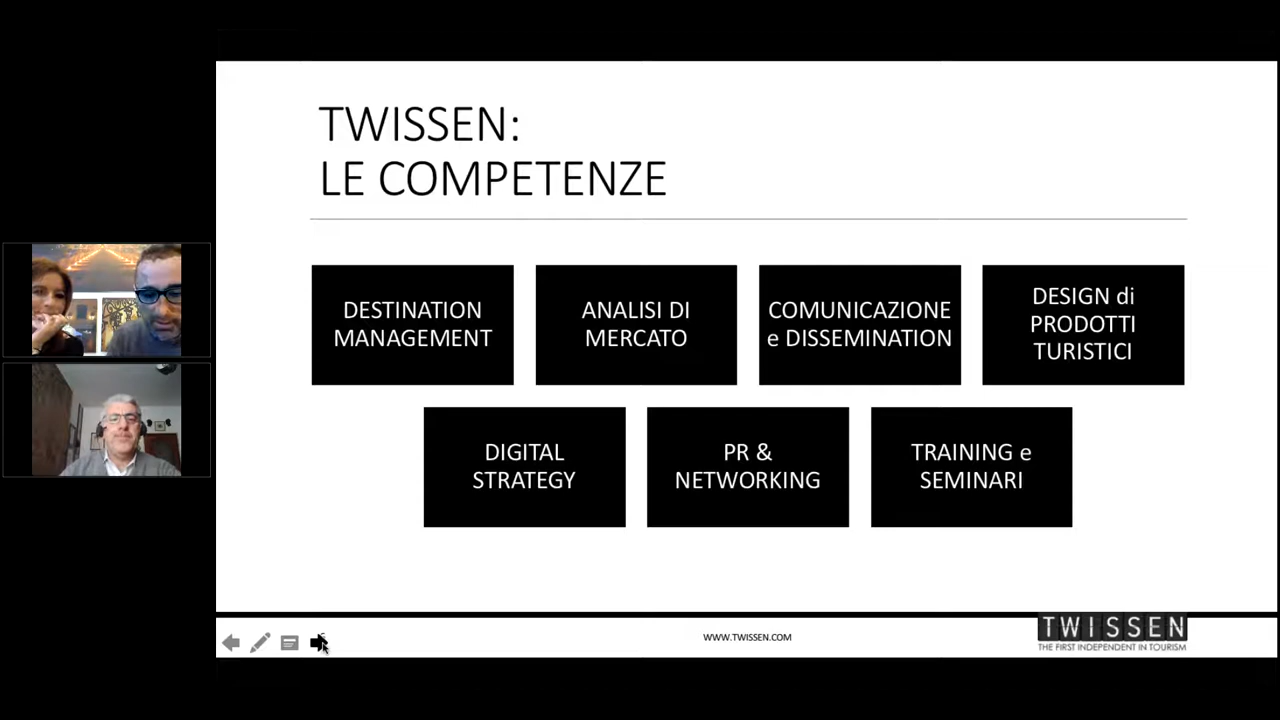 TWISSEN:
LE COMPETENZE
DESTINATION
MANAGEMENT
ANALISI DI
MERCATO
COMUNICAZIONE
e DISSEMINATION
DESIGN di
PRODOTTI
TURISTICI
DIGITAL
STRATEGY
PR &
NETWORKING
TRAINING e
SEMINARI
WWW.TWISSEN.COM
TWISSEN
THE FIRST INDEPENDENT IN TOURISM